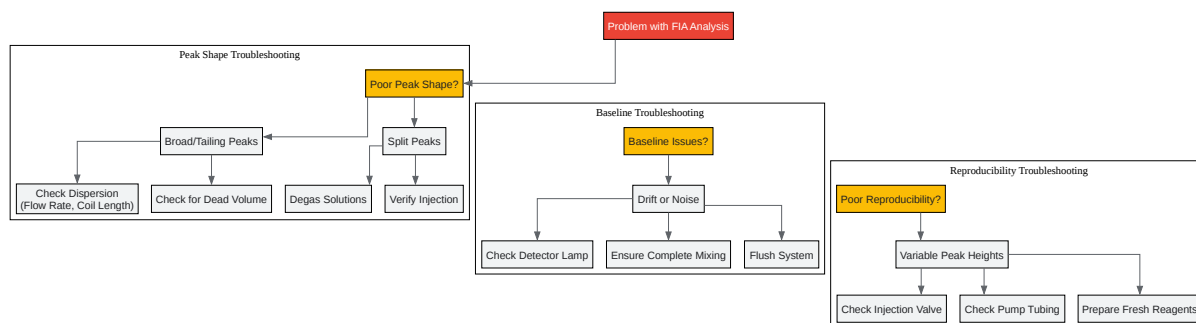 Problem with FIA Analysis
Peak Shape Troubleshooting
Poor Peak Shape?
Broad/Tailing Peaks
Split Peaks
Check Dispersion
(Flow Rate, Coil Length)
Check for Dead Volume
Degas Solutions
Verify Injection
Baseline Troubleshooting
Baseline Issues?
Drift or Noise
Check Detector Lamp
Ensure Complete Mixing
Flush System
Reproducibility Troubleshooting
Poor Reproducibility?
Variable Peak Heights
Check Injection Valve
Check Pump Tubing
Prepare Fresh Reagents